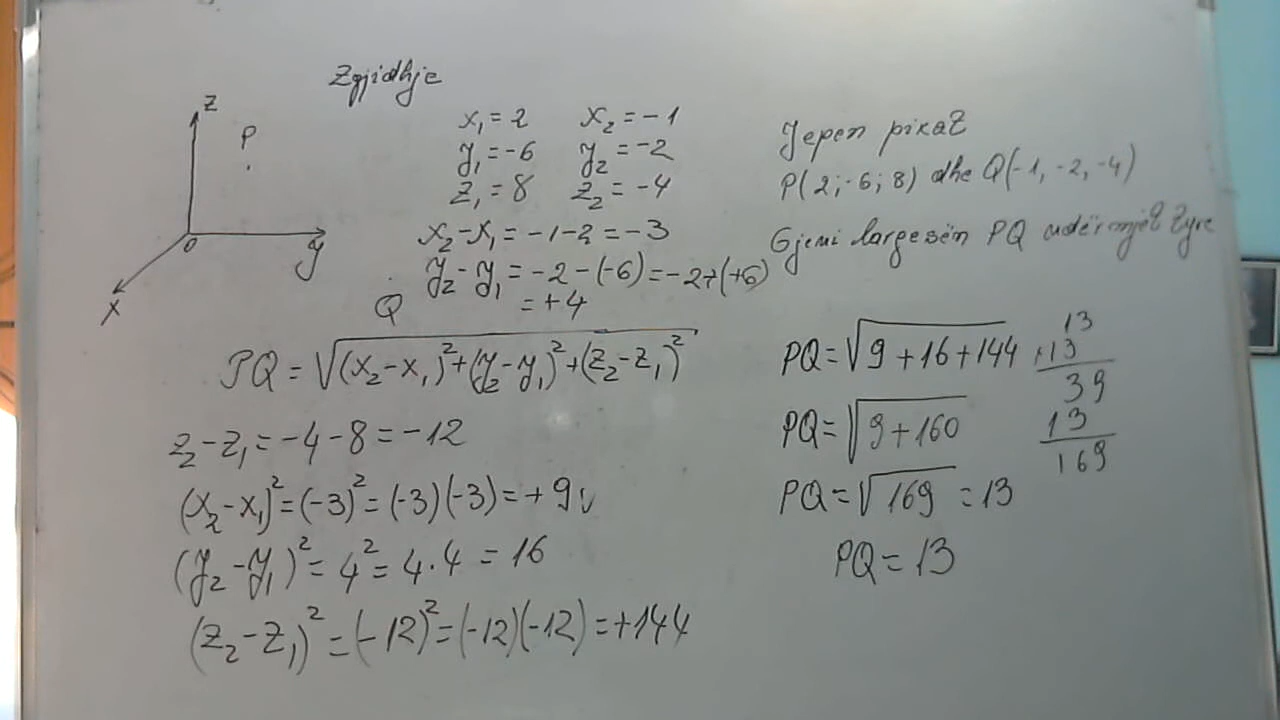 Zgjidhje
z
P
O
y
x
Q
x₁ = 2 x₂ = -1
y₁ = -6 y₂ = -2
z₁ = 8 z₂ = -4
x₂-x₁ = -1-2 = -3
y₂-y₁ = -2-(-6) = -2+(+6)
= +4
PQ = √((x₂-x₁)²+(y₂-y₁)²+(z₂-z₁)²)
z₂-z₁ = -4-8 = -12
(x₂-x₁)² = (-3)² = (-3)(-3) = +9
(y₂-y₁)² = 4² = 4·4 = 16
(z₂-z₁)² = (-12)² = (-12)(-12) = +144
Jepen pikat
P(2;-6;8) dhe Q(-1,-2,-4)
Gjeni largesën PQ ndërmjet tyre
PQ = √(9+16+144)
PQ = √(9+160)
PQ = √169 = 13
PQ = 13
13
×13
39
13
169